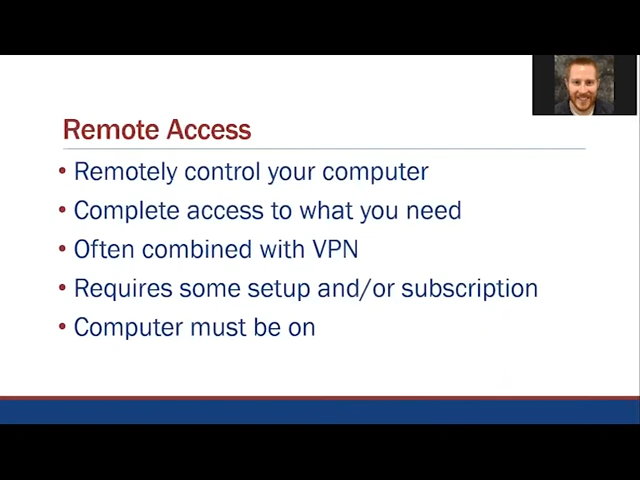 Remote Access
• Remotely control your computer
• Complete access to what you need
• Often combined with VPN
• Requires some setup and/or subscription
• Computer must be on